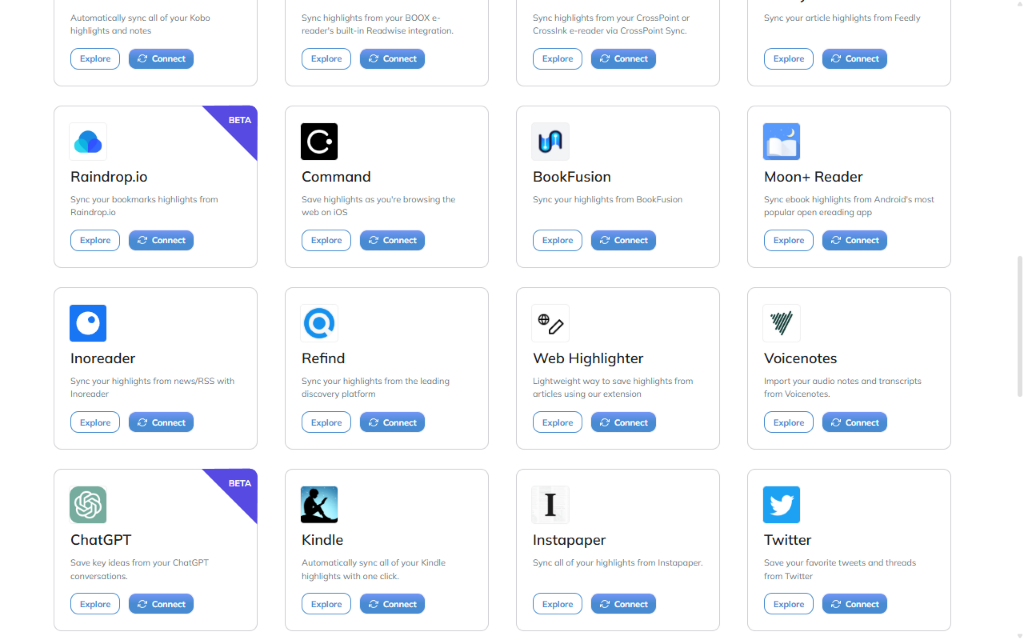 Automatically sync all of your Kobo
highlights and notes
Explore
Connect
Sync highlights from your BOOX e-
reader's built-in Readwise integration.
Explore
Connect
Sync highlights from your CrossPoint or
CrossInk e-reader via CrossPoint Sync.
Explore
Connect
Sync your article highlights from Feedly
Explore
Connect
BETA
Raindrop.io
Sync your bookmarks highlights from
Raindrop.io
Explore
Connect
Command
Save highlights as you're browsing the
web on iOS
Explore
Connect
BookFusion
Sync your highlights from BookFusion
Explore
Connect
Moon+ Reader
Sync ebook highlights from Android's most
popular open ereading app
Explore
Connect
Inoreader
Sync your highlights from news/RSS with
Inoreader
Explore
Connect
Refind
Sync your highlights from the leading
discovery platform
Explore
Connect
Web Highlighter
Lightweight way to save highlights from
articles using our extension
Explore
Connect
Voicenotes
Import your audio notes and transcripts
from Voicenotes.
Explore
Connect
BETA
ChatGPT
Save key ideas from your ChatGPT
conversations.
Explore
Connect
Kindle
Automatically sync all of your Kindle
highlights with one click.
Explore
Connect
I
Instapaper
Sync all of your highlights from Instapaper.
Explore
Connect
Twitter
Save your favorite tweets and threads
from Twitter
Explore
Connect